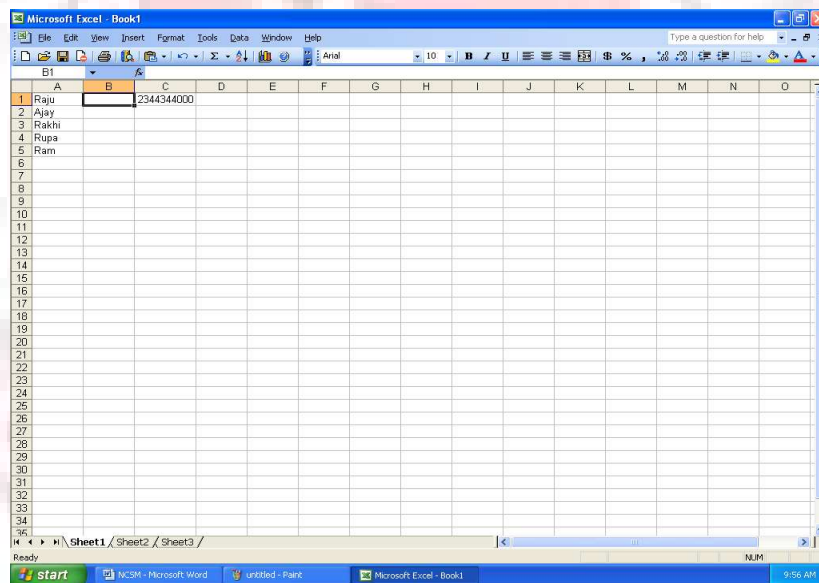 Microsoft Excel - Book1
File Edit View Insert Format Tools Data Window Help Type a question for help
Arial 10 B I U $ % ,
B1 fx
A B C D E F G H I J K L M N O
1 Raju 2344344000
2 Ajay
3 Rakhi
4 Rupa
5 Ram
6
7
8
9
10
11
12
13
14
15
16
17
18
19
20
21
22
23
24
25
26
27
28
29
30
31
32
33
34
35
Sheet1 / Sheet2 / Sheet3 /
Ready NUM
start NCSM - Microsoft Word untitled - Paint Microsoft Excel - Book1 9:56 AM